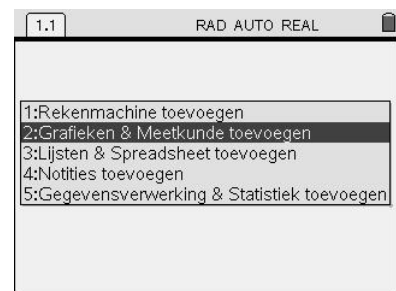 1.1 RAD AUTO REAL
1:Rekenmachine toevoegen
2:Grafieken & Meetkunde toevoegen
3:Lijsten & Spreadsheet toevoegen
4:Notities toevoegen
5:Gegevensverwerking & Statistiek toevoegen